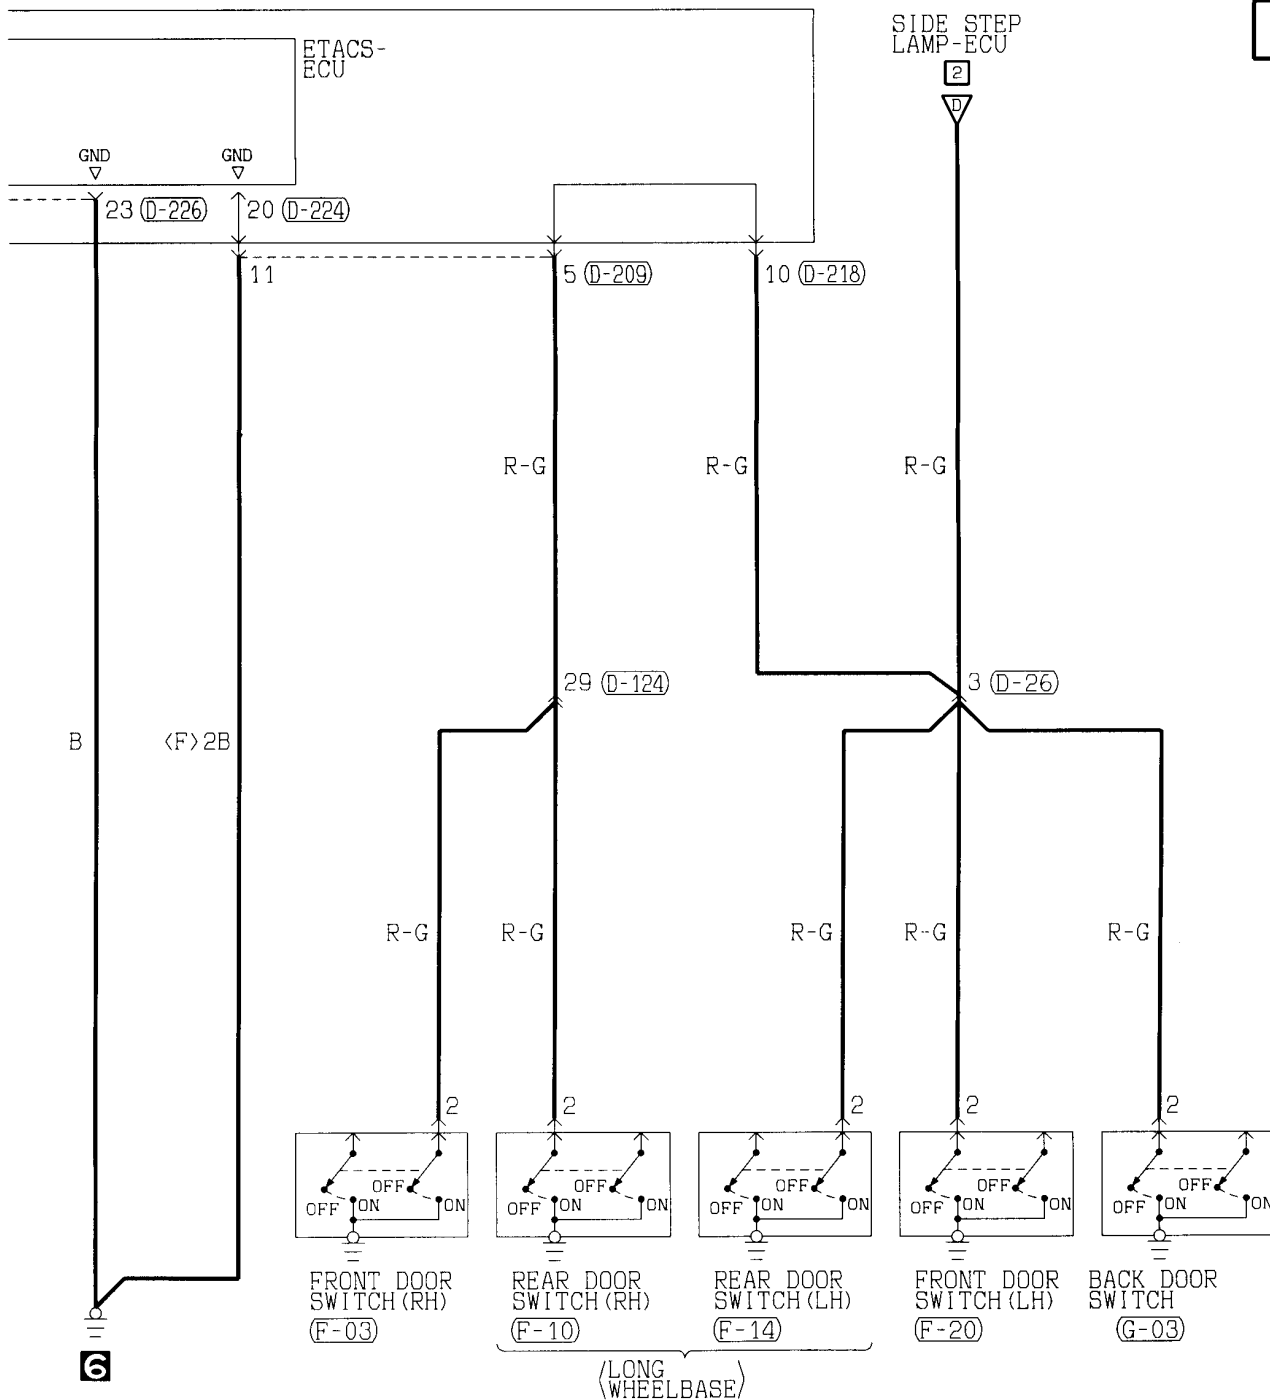 SIDE STEP
LAMP-ECU
2
D
ETACS-
ECU
GND
GND
23 (D-226)
20 (D-224)
11
5 (D-209)
10 (D-218)
R-G
R-G
R-G
29 (D-124)
3 (D-26)
B
<F>2B
R-G
R-G
R-G
R-G
R-G
2
2
2
2
2
OFF
OFF
ON
ON
OFF
OFF
ON
ON
OFF
OFF
ON
ON
OFF
OFF
ON
ON
OFF
OFF
ON
ON
FRONT DOOR
SWITCH(RH)
(F-03)
REAR DOOR
SWITCH(RH)
(F-10)
REAR DOOR
SWITCH(LH)
(F-14)
FRONT DOOR
SWITCH(LH)
(F-20)
BACK DOOR
SWITCH
(G-03)
6
<LONG
WHEELBASE>